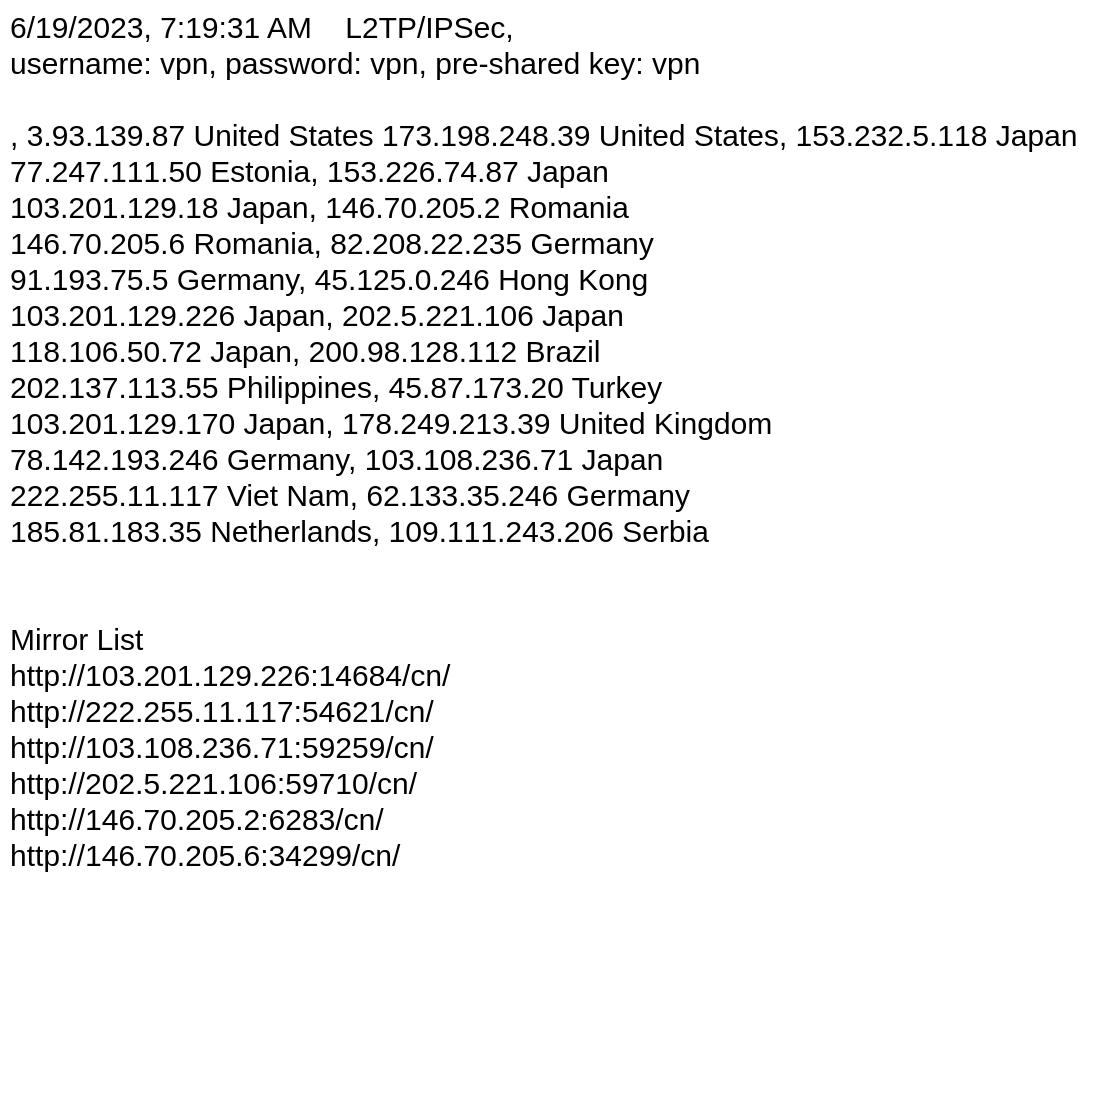 6/19/2023, 7:19:31 AM    L2TP/IPSec,
username: vpn, password: vpn, pre-shared key: vpn
, 3.93.139.87 United States 173.198.248.39 United States, 153.232.5.118 Japan
77.247.111.50 Estonia, 153.226.74.87 Japan
103.201.129.18 Japan, 146.70.205.2 Romania
146.70.205.6 Romania, 82.208.22.235 Germany
91.193.75.5 Germany, 45.125.0.246 Hong Kong
103.201.129.226 Japan, 202.5.221.106 Japan
118.106.50.72 Japan, 200.98.128.112 Brazil
202.137.113.55 Philippines, 45.87.173.20 Turkey
103.201.129.170 Japan, 178.249.213.39 United Kingdom
78.142.193.246 Germany, 103.108.236.71 Japan
222.255.11.117 Viet Nam, 62.133.35.246 Germany
185.81.183.35 Netherlands, 109.111.243.206 Serbia
Mirror List
http://103.201.129.226:14684/cn/
http://222.255.11.117:54621/cn/
http://103.108.236.71:59259/cn/
http://202.5.221.106:59710/cn/
http://146.70.205.2:6283/cn/
http://146.70.205.6:34299/cn/